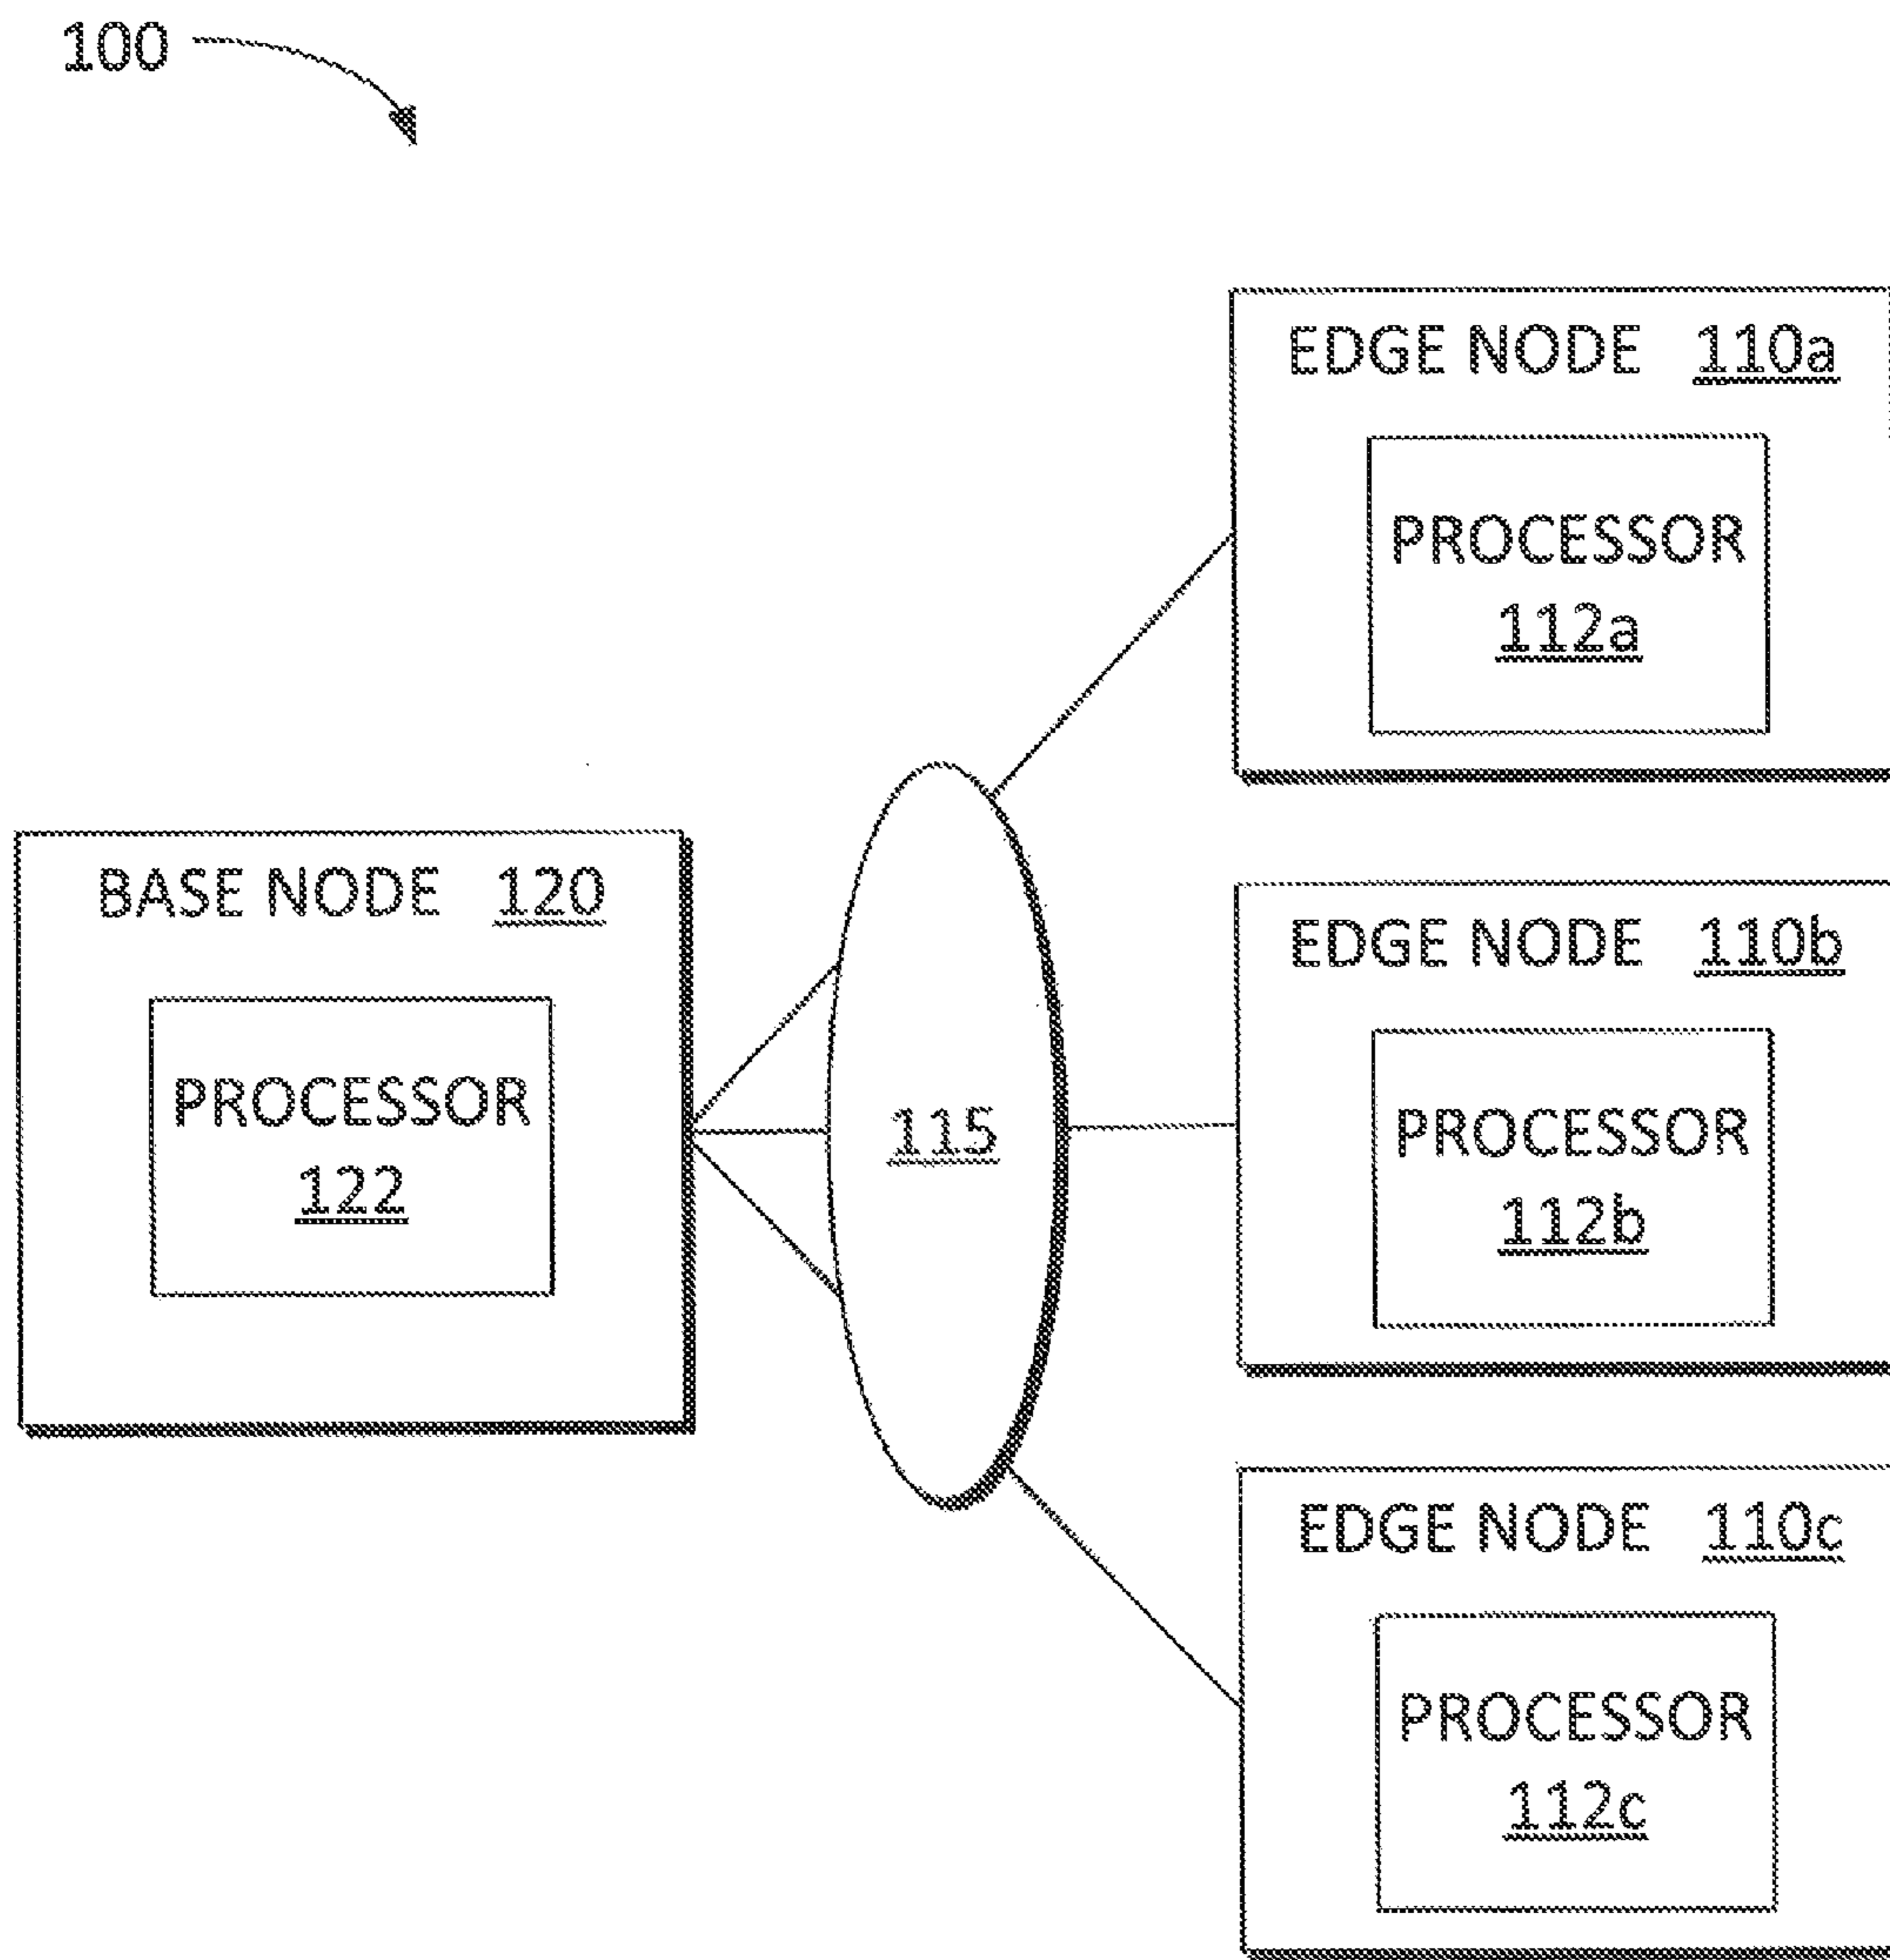 100
EDGE NODE 110a
PROCESSOR
112a
BASE NODE 120
PROCESSOR
122
115
EDGE NODE 110b
PROCESSOR
112b
EDGE NODE 110c
PROCESSOR
112c